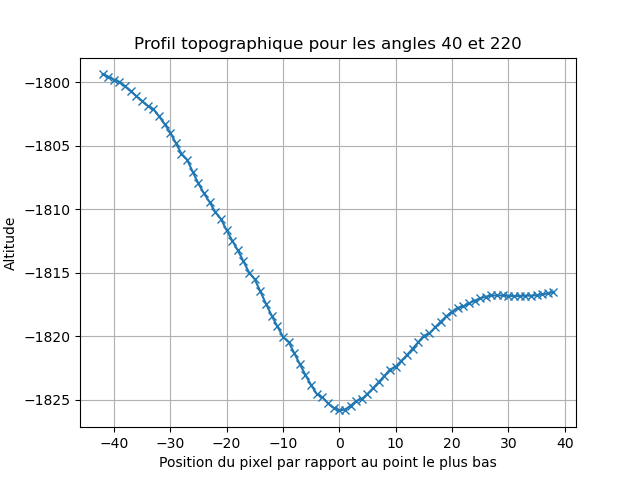 Profil topographique pour les angles 40 et 220
−1800
−1805
−1810
−1815
−1820
−1825
Altitude
−40 −30 −20 −10 0 10 20 30 40
Position du pixel par rapport au point le plus bas